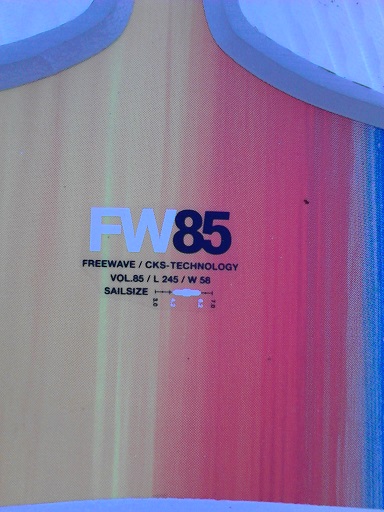 FW85
FREEWAVE / CKS-TECHNOLOGY
VOL.85 / L 245 / W 58
SAILSIZE